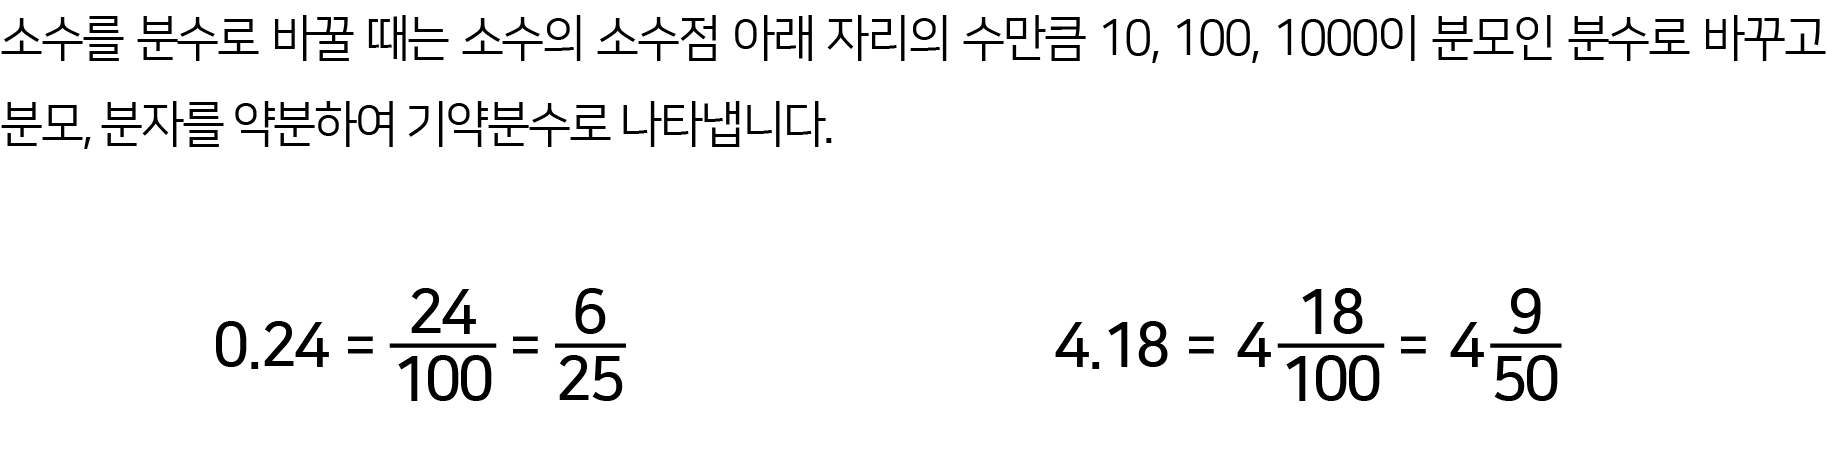 소수를 분수로 바꿀 때는 소수의 소수점 아래 자리의 수만큼 10, 100, 1000이 분모인 분수로 바꾸고
분모, 분자를 약분하여 기약분수로 나타냅니다.
0.24 = 24/100 = 6/25
4.18 = 4 18/100 = 4 9/50